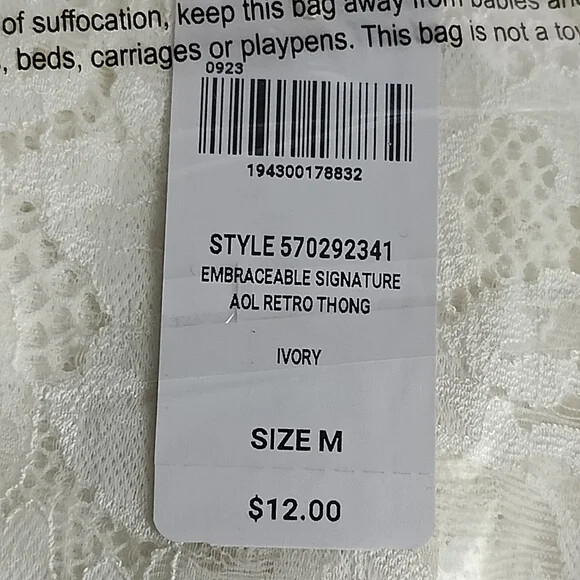 of suffocation, keep this bag away from babies
, beds, carriages or playpens. This bag is not a toy
0923
194300178832
STYLE 570292341
EMBRACEABLE SIGNATURE
AOL RETRO THONG
IVORY
SIZE M
$12.00